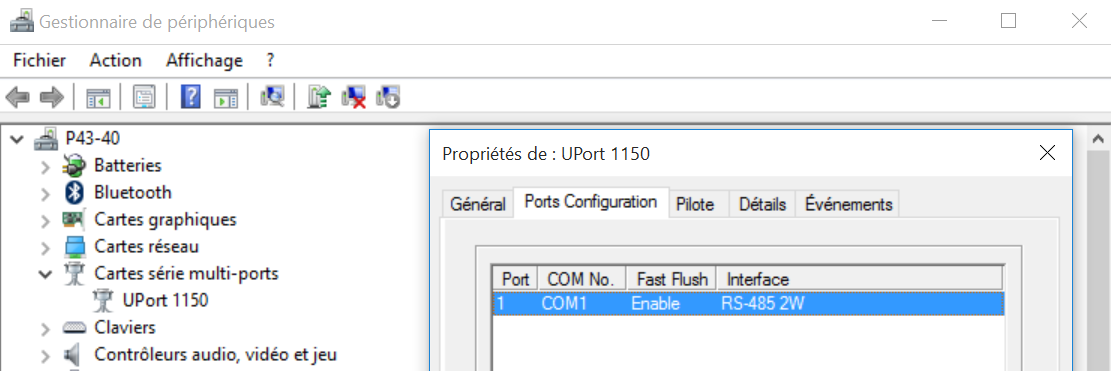 Gestionnaire de périphériques
Fichier Action Affichage ?
P43-40
Batteries
Bluetooth
Cartes graphiques
Cartes réseau
Cartes série multi-ports
UPort 1150
Claviers
Contrôleurs audio, vidéo et jeu
Propriétés de : UPort 1150
Général Ports Configuration Pilote Détails Événements
Port COM No. Fast Flush Interface
1 COM1 Enable RS-485 2W